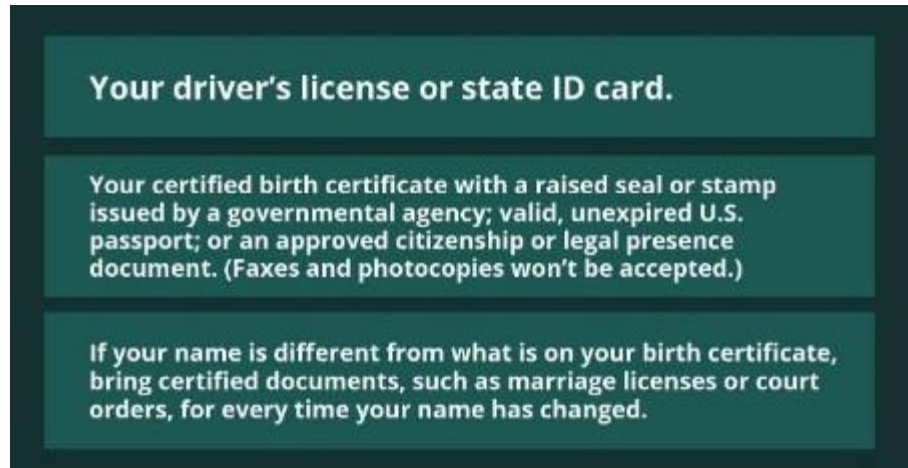 Your driver's license or state ID card.
Your certified birth certificate with a raised seal or stamp
issued by a governmental agency; valid, unexpired U.S.
passport; or an approved citizenship or legal presence
document. (Faxes and photocopies won't be accepted.)
If your name is different from what is on your birth certificate,
bring certified documents, such as marriage licenses or court
orders, for every time your name has changed.